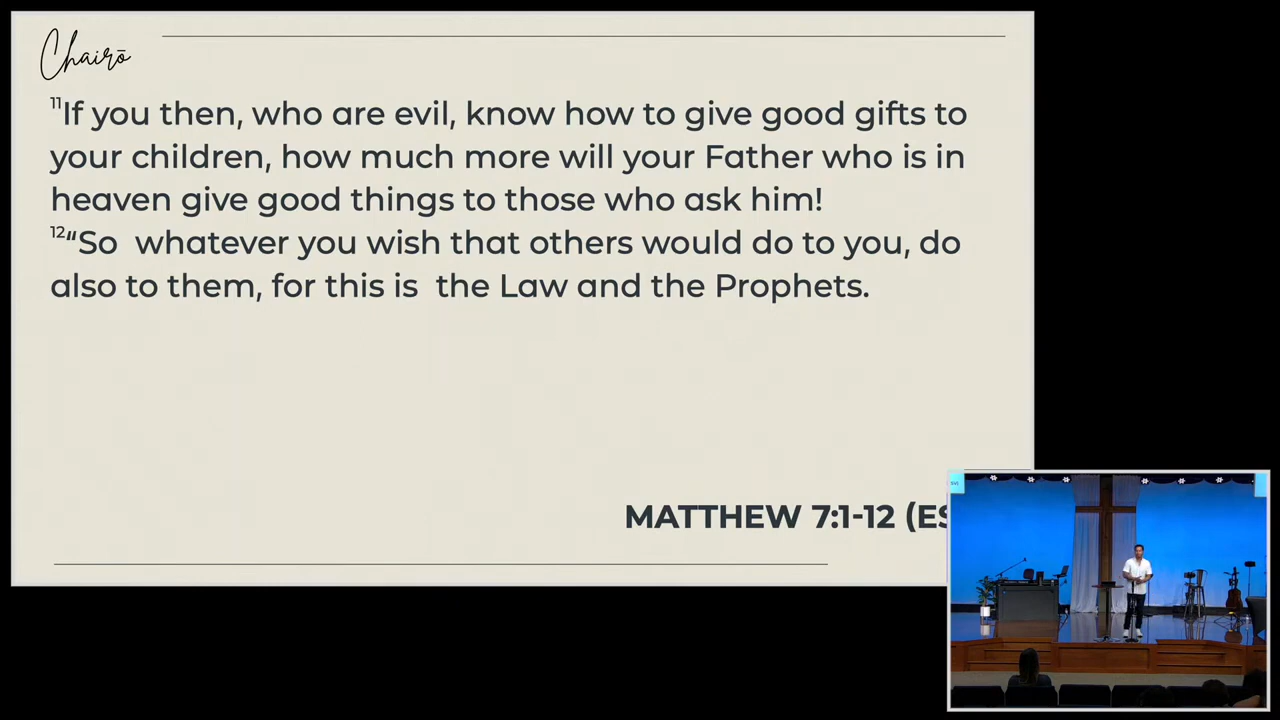 Chairō
¹¹If you then, who are evil, know how to give good gifts to
your children, how much more will your Father who is in
heaven give good things to those who ask him!
¹²“So  whatever you wish that others would do to you, do
also to them, for this is  the Law and the Prophets.
MATTHEW 7:1-12 (ES